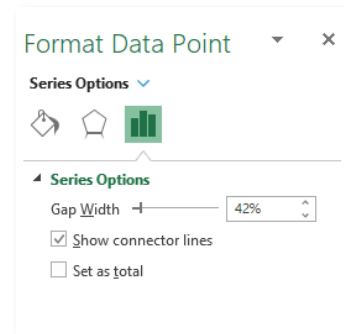 Format Data Point
Series Options
Series Options
Gap Width 42%
Show connector lines
Set as total